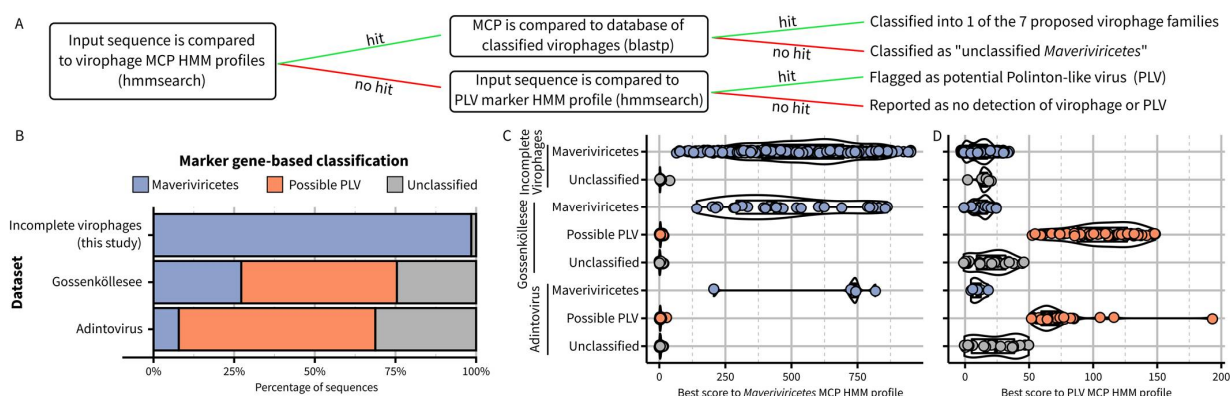 A
Input sequence is compared
to virophage MCP HMM profiles
(hmmsearch)
hit
no hit
MCP is compared to database of
classified virophages (blastp)
Input sequence is compared to
PLV marker HMM profile (hmmsearch)
hit
no hit
hit
no hit
Classified into 1 of the 7 proposed virophage families
Classified as "unclassified Maveriviricetes"
Flagged as potential Polinton-like virus (PLV)
Reported as no detection of virophage or PLV
B
Marker gene-based classification
Maveriviricetes
Possible PLV
Unclassified
Dataset
Incomplete virophages
(this study)
Gossenköllesee
Adintovirus
0%
25%
50%
75%
100%
Percentage of sequences
C
Incomplete
Virophages
Gossenköllesee
Adintovirus
Maveriviricetes
Unclassified
Maveriviricetes
Possible PLV
Unclassified
Maveriviricetes
Possible PLV
Unclassified
0
250
500
750
Best score to Maveriviricetes MCP HMM profile
D
0
50
100
150
200
Best score to PLV MCP HMM profile